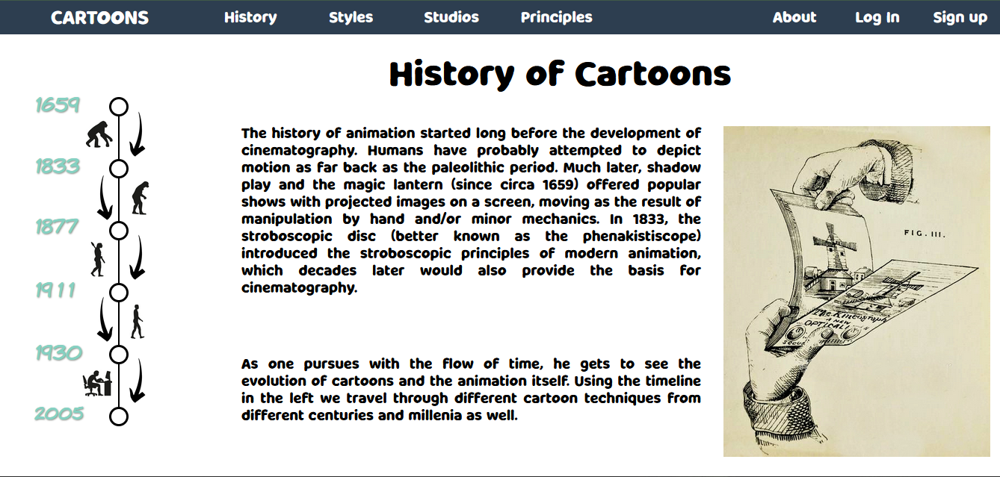 CARTOONS History Styles Studios Principles About Log In Sign up
History of Cartoons
1659
1833
1877
1911
1930
2005
The history of animation started long before the development of
cinematography. Humans have probably attempted to depict
motion as far back as the paleolithic period. Much later, shadow
play and the magic lantern (since circa 1659) offered popular
shows with projected images on a screen, moving as the result of
manipulation by hand and/or minor mechanics. In 1833, the
stroboscopic disc (better known as the phenakistiscope)
introduced the stroboscopic principles of modern animation,
which decades later would also provide the basis for
cinematography.
As one pursues with the flow of time, he gets to see the
evolution of cartoons and the animation itself. Using the timeline
in the left we travel through different cartoon techniques from
different centuries and millenia as well.
FIG. III.
The Kineograph
A NEW
OPTICAL